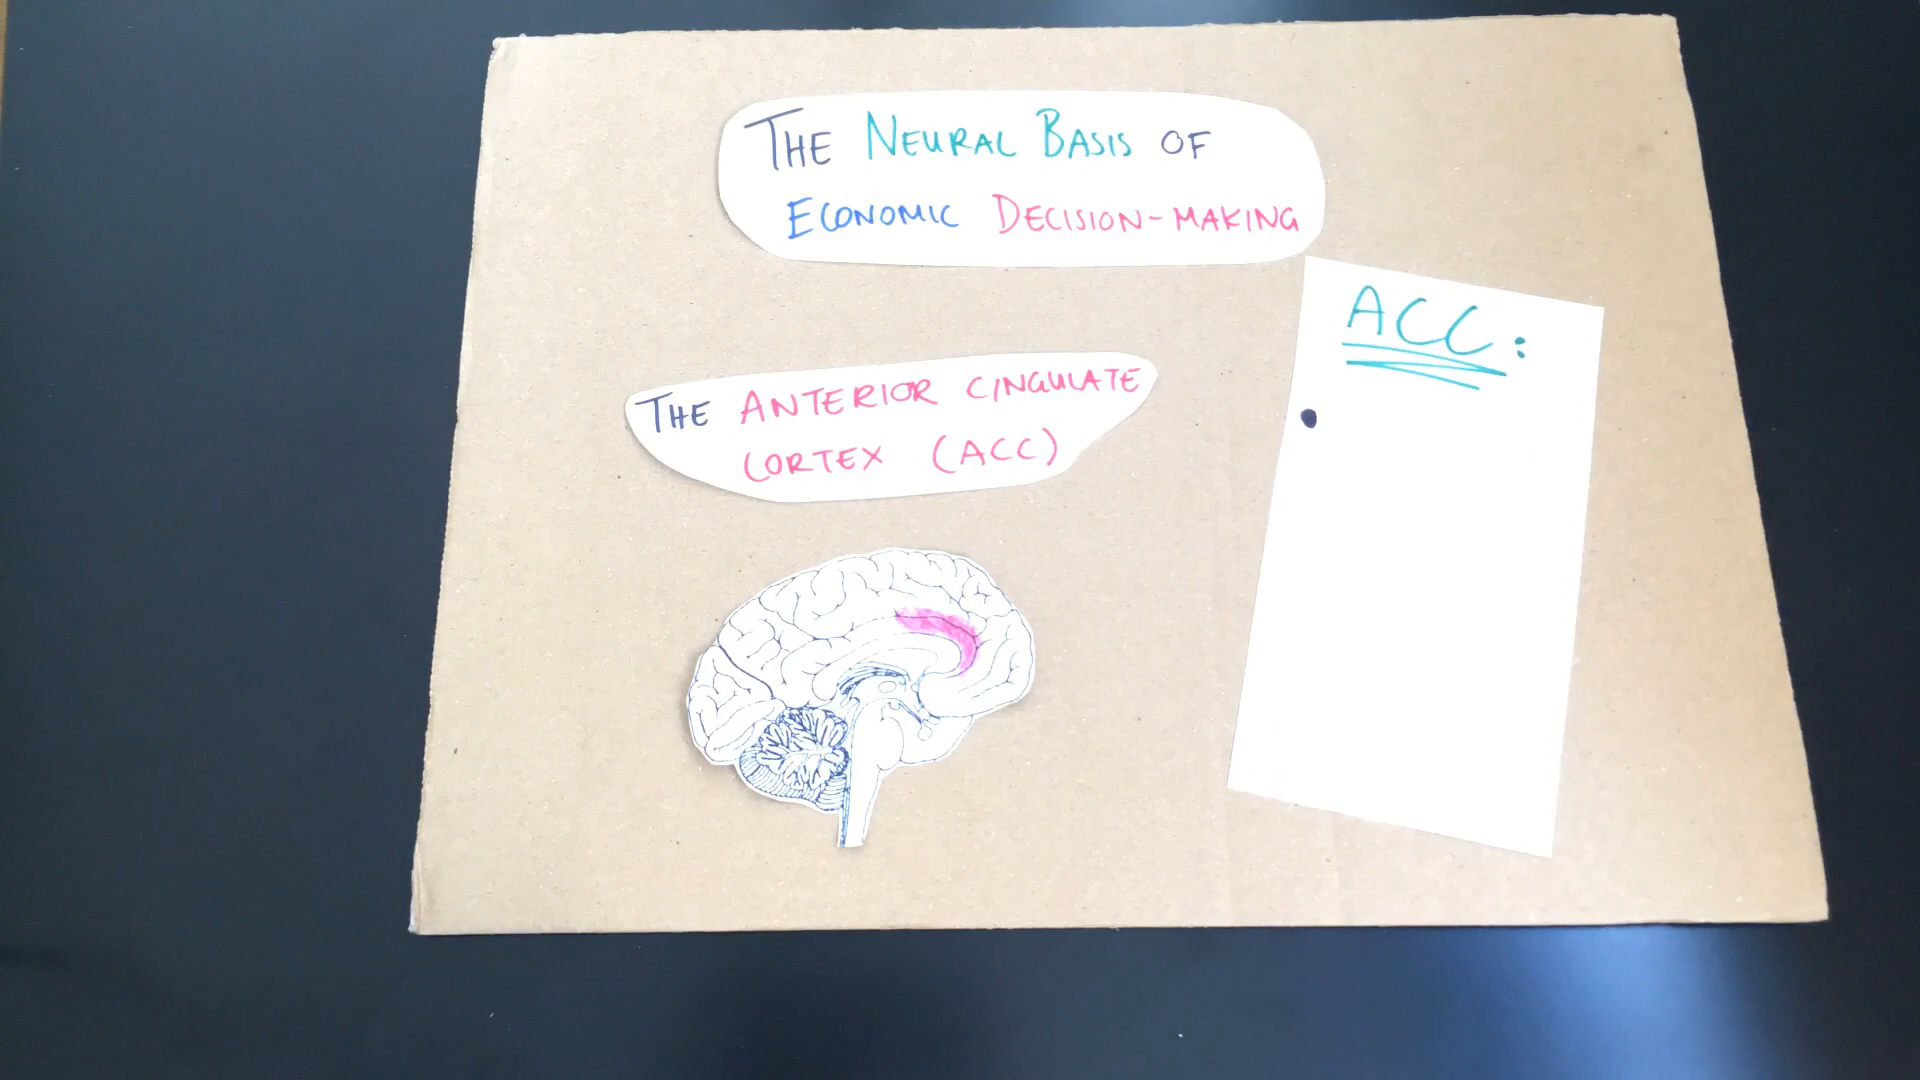 THE NEURAL BASIS OF
ECONOMIC DECISION-MAKING
THE ANTERIOR CINGULATE
CORTEX (ACC)
ACC: